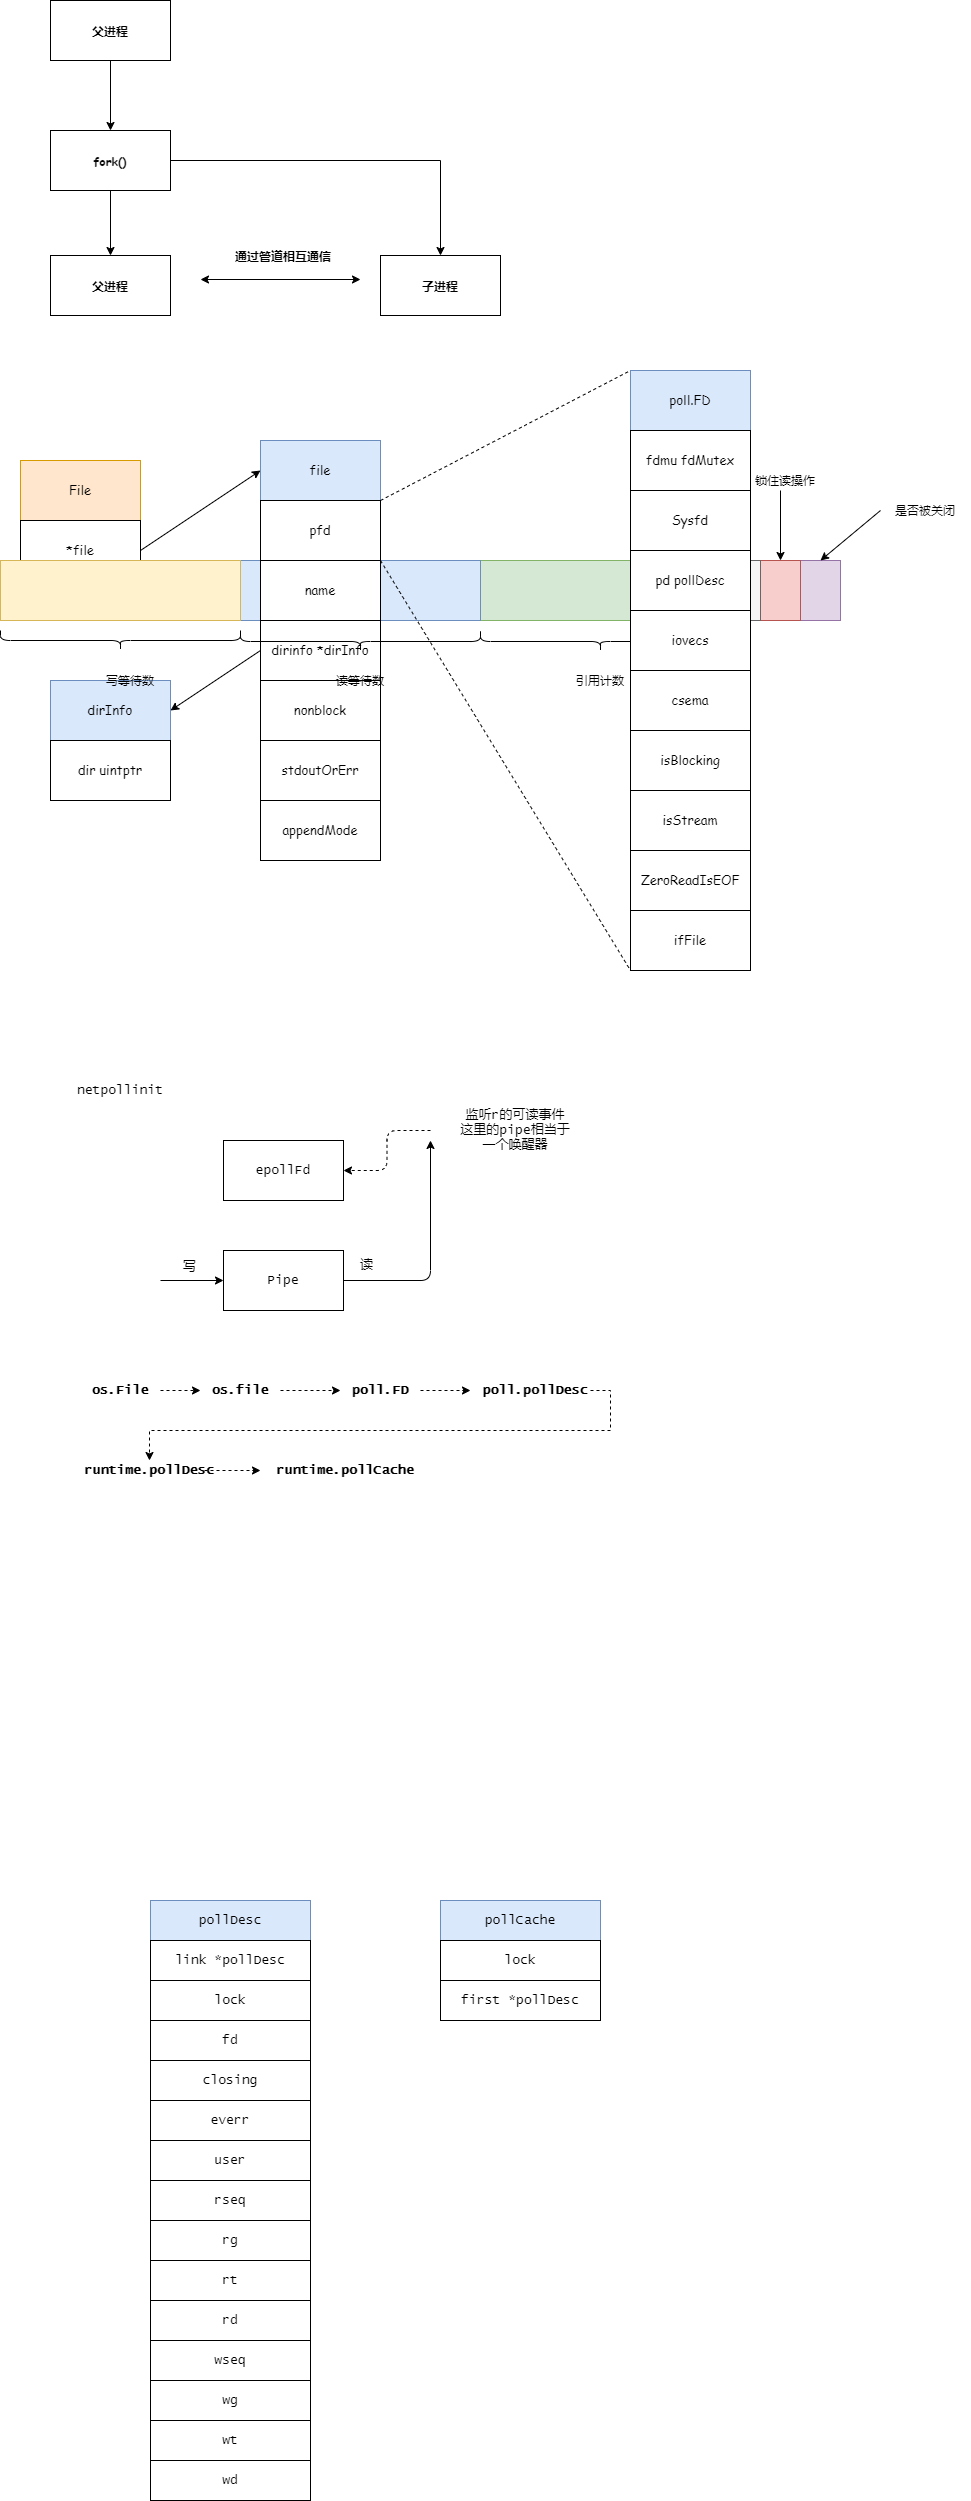 父进程
fork()
通过管道相互通信
父进程
子进程
poll.FD
fdmu fdMutex
Sysfd
pd pollDesc
iovecs
csema
isBlocking
isStream
ZeroReadIsEOF
ifFile
file
pfd
name
dirinfo *dirInfo
nonblock
stdoutOrErr
appendMode
File
*file
锁住读操作
是否被关闭
写等待数
读等待数
引用计数
dirInfo
dir uintptr
netpollinit
监听r的可读事件
这里的pipe相当于
一个唤醒器
epollFd
写
Pipe
读
os.File
os.file
poll.FD
poll.pollDesc
runtime.pollDesc
runtime.pollCache
pollDesc
link *pollDesc
lock
fd
closing
everr
user
rseq
rg
rt
rd
wseq
wg
wt
wd
pollCache
lock
first *pollDesc